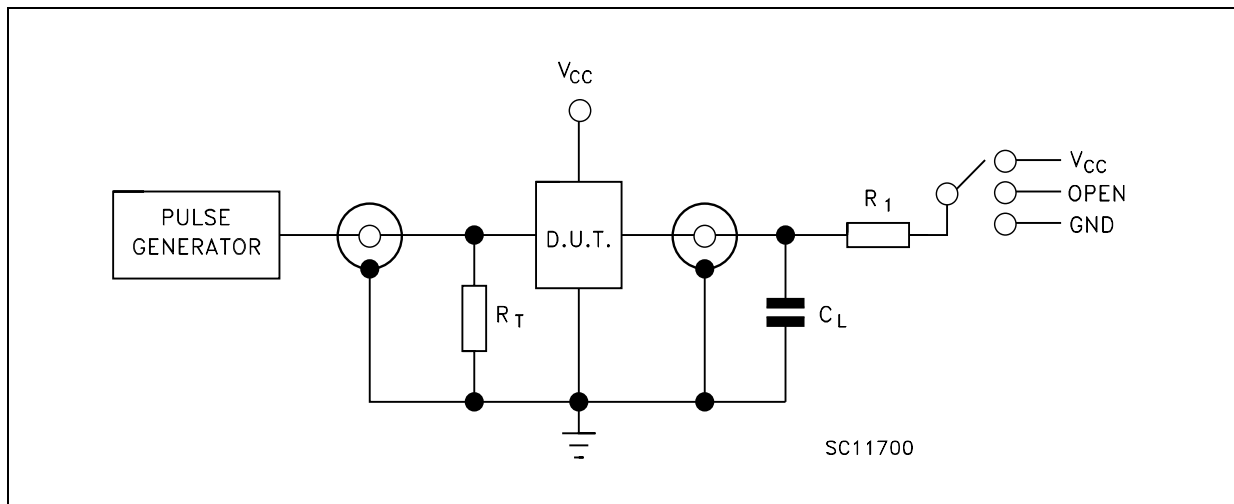 VCC
PULSE
GENERATOR
D.U.T.
RT
CL
R1
VCC
OPEN
GND
SC11700